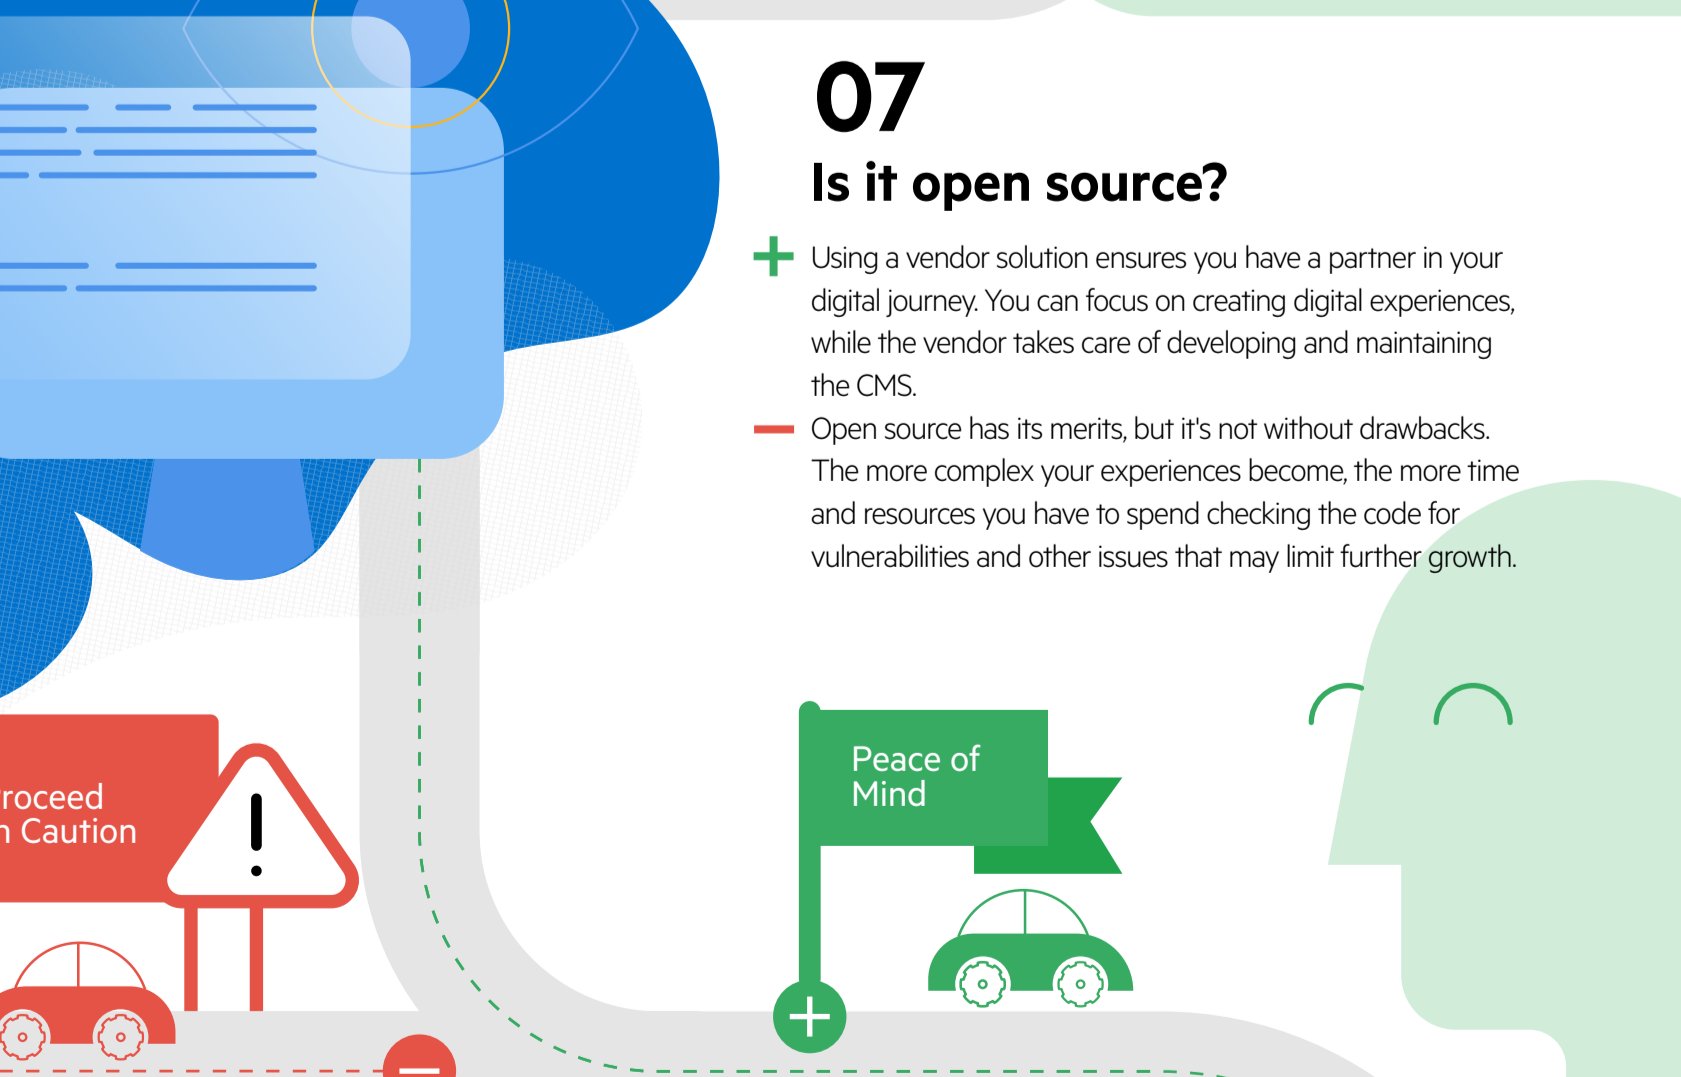 07
Is it open source?
Using a vendor solution ensures you have a partner in your
digital journey. You can focus on creating digital experiences,
while the vendor takes care of developing and maintaining
the CMS.
Open source has its merits, but it's not without drawbacks.
The more complex your experiences become, the more time
and resources you have to spend checking the code for
vulnerabilities and other issues that may limit further growth.
Peace of
Mind
roceed
Caution